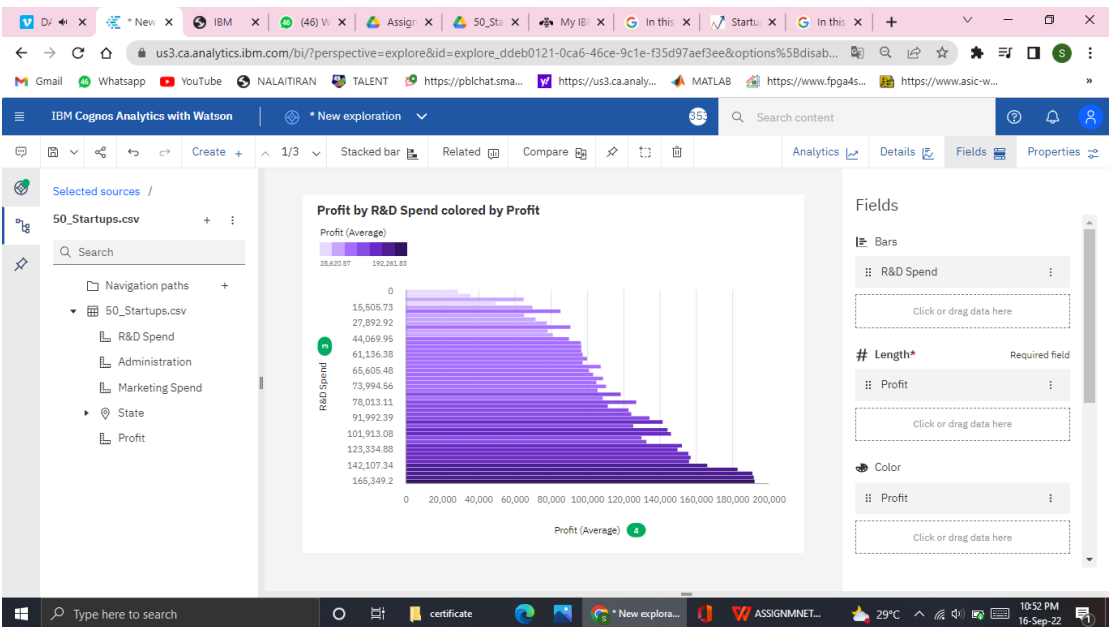 D/
* New
IBM
(46) W
Assign
50_Sta
My IB
In this
Startu
In this
us3.ca.analytics.ibm.com/bi/?perspective=explore&id=explore_ddeb0121-0ca6-46ce-9c1e-f35d97aef3ee&options%5Bdisab...
S
Gmail
Whatsapp
YouTube
NALAITIRAN
TALENT
https://pblchat.sma...
https://us3.ca.analy...
MATLAB
https://www.fpga4s...
https://www.asic-w...
»
IBM Cognos Analytics with Watson
* New exploration
353
Search content
1/3
Create +
Stacked bar
Related
Compare
Analytics
Details
Fields
Properties
Selected sources /
50_Startups.csv
Search
Navigation paths +
50_Startups.csv
R&D Spend
Administration
Marketing Spend
State
Profit
Profit by R&D Spend colored by Profit
Profit (Average)
28,620.87 192,261.83
R&D Spend
3
0
15,505.73
27,892.92
44,069.95
61,136.38
65,605.48
73,994.56
78,013.11
91,992.39
101,913.08
123,334.88
142,107.34
165,349.2
0 20,000 40,000 60,000 80,000 100,000 120,000 140,000 160,000 180,000 200,000
Profit (Average) 4
Fields
Bars
R&D Spend
Click or drag data here
# Length* Required field
Profit
Click or drag data here
Color
Profit
Click or drag data here
Type here to search
certificate
* New explora...
ASSIGNMNET...
29°C
10:52 PM
16-Sep-22
1